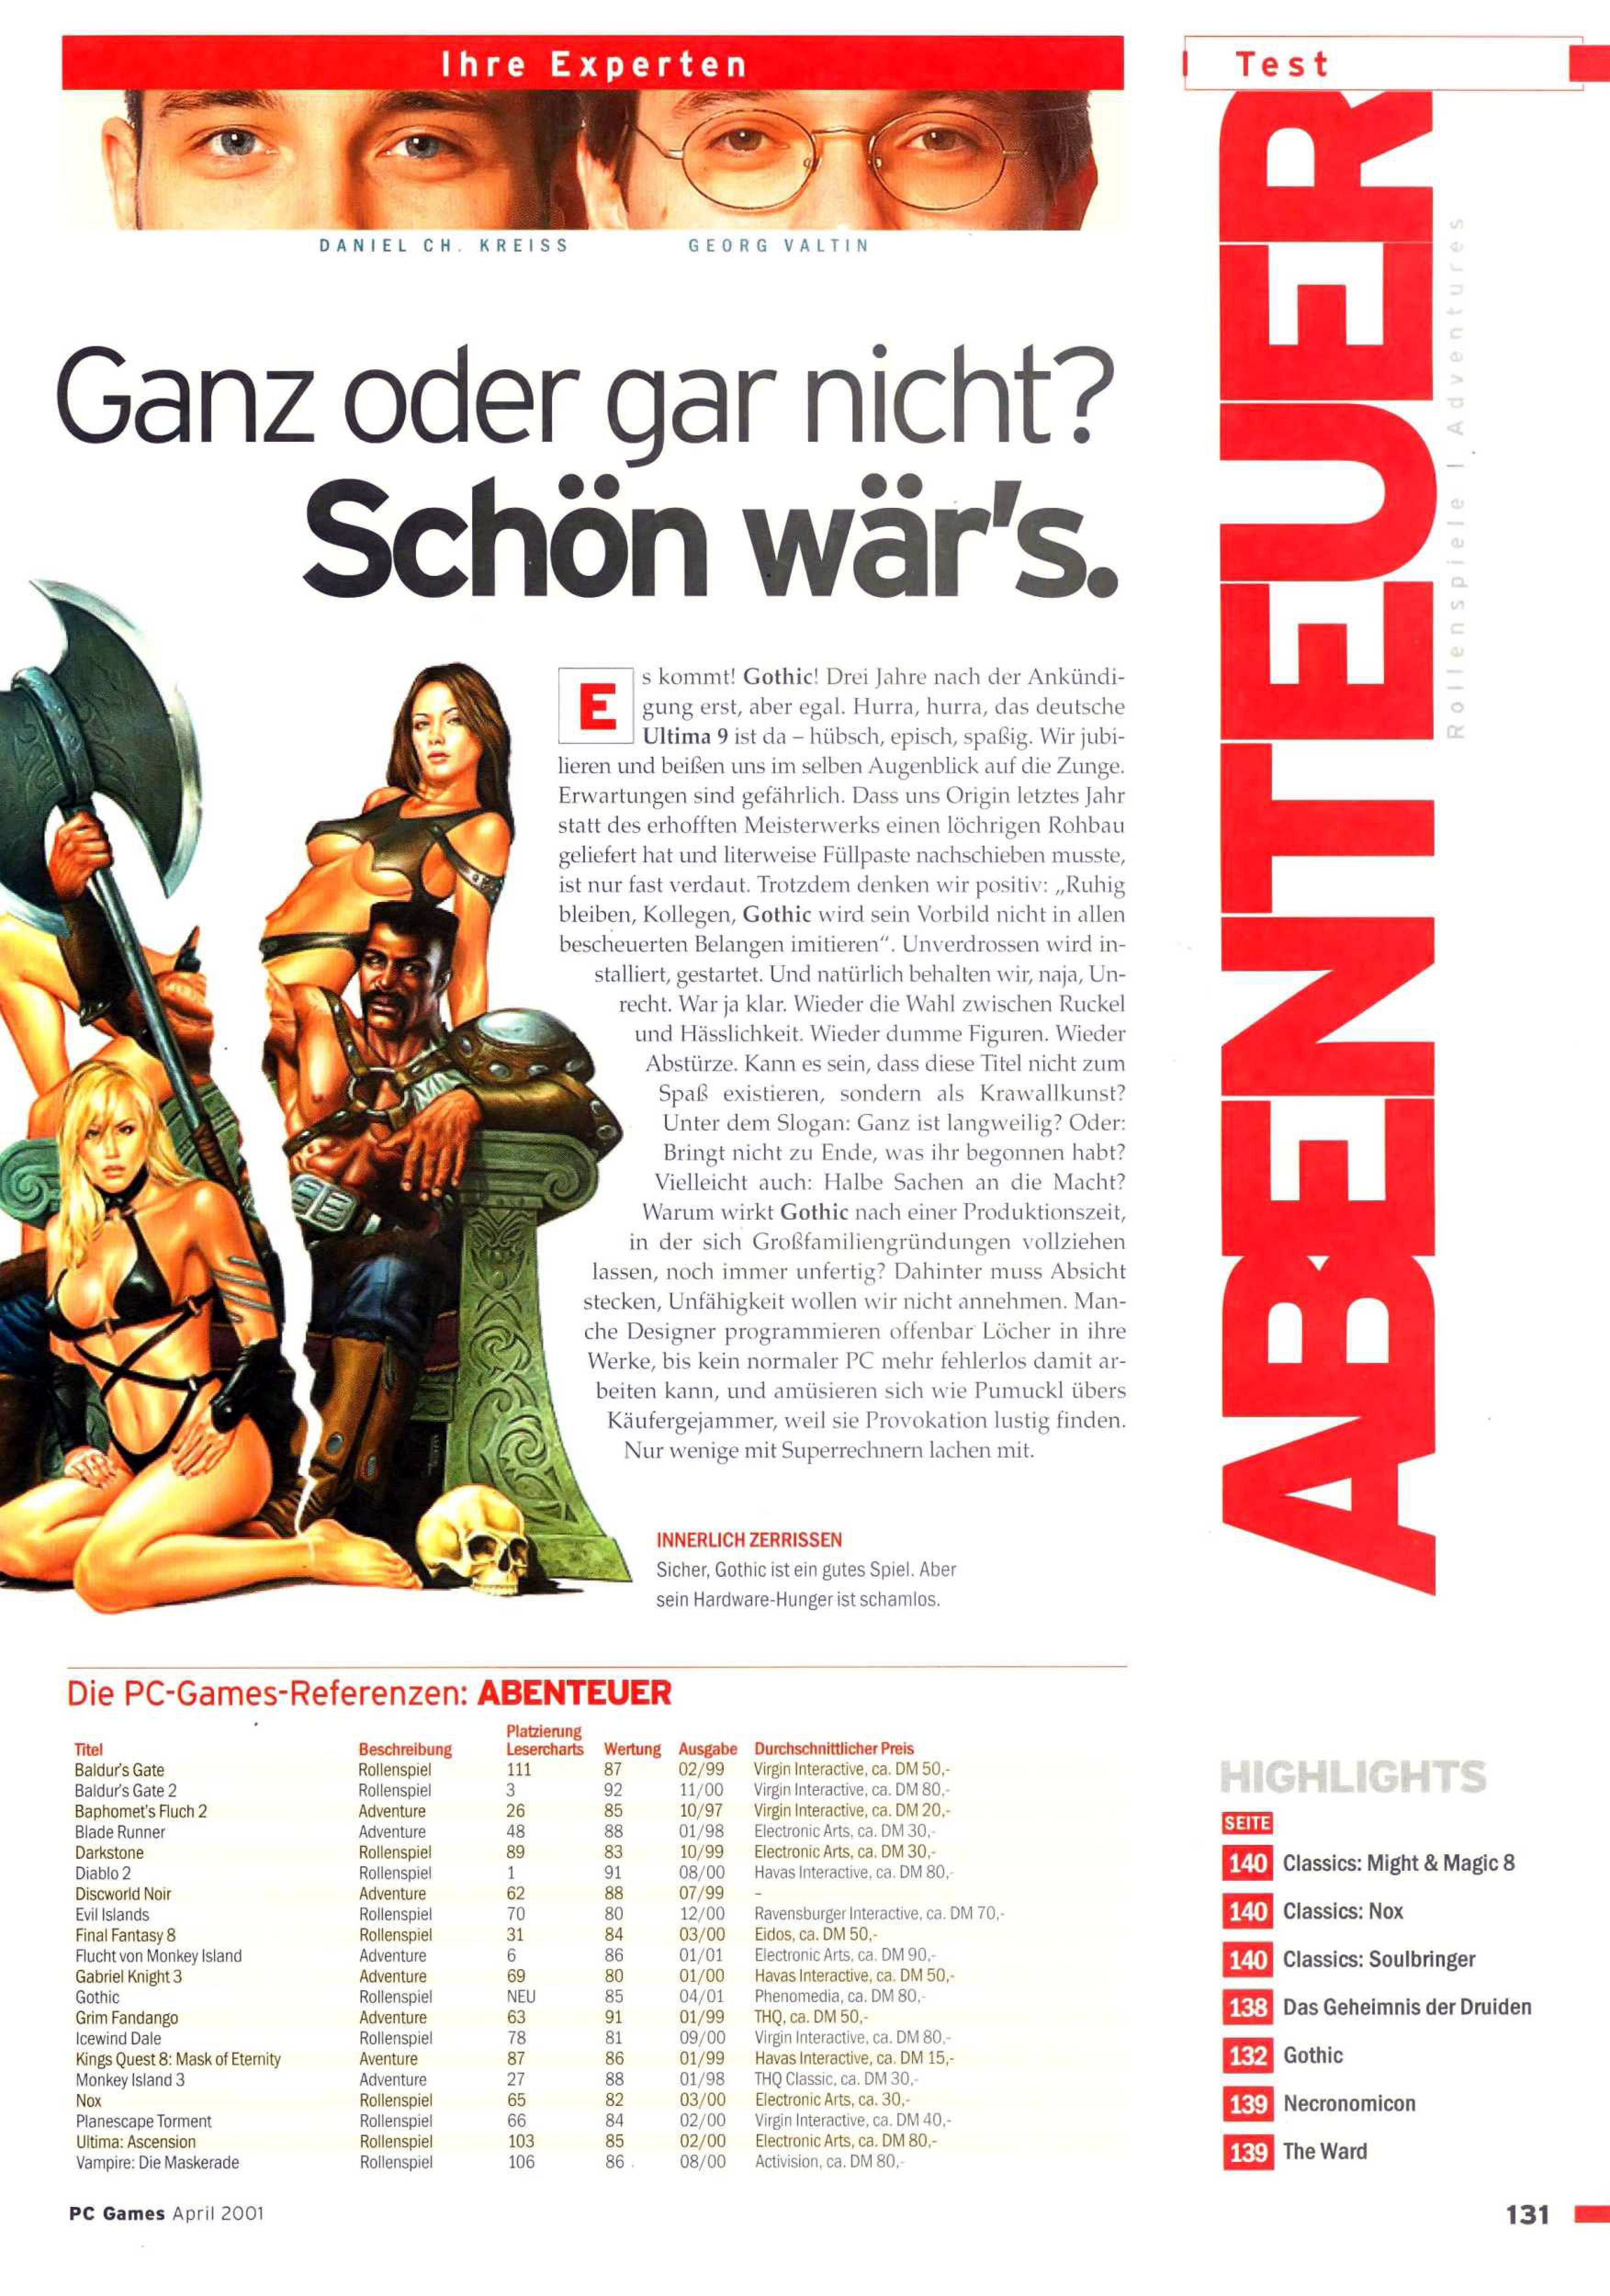 Ihre Experten
Test
DANIEL CH. KREISS
GEORG VALTIN
Ganz oder gar nicht?
Schön wär's.
Es kommt! Gothic! Drei Jahre nach der Ankündi-
gung erst, aber egal. Hurra, hurra, das deutsche
Ultima 9 ist da – hübsch, episch, spaßig. Wir jubi-
lieren und beißen uns im selben Augenblick auf die Zunge.
Erwartungen sind gefährlich. Dass uns Origin letztes Jahr
statt des erhofften Meisterwerks einen löchrigen Rohbau
geliefert hat und literweise Füllpaste nachschieben musste,
ist nur fast verdaut. Trotzdem denken wir positiv: „Ruhig
bleiben, Kollegen, Gothic wird sein Vorbild nicht in allen
bescheuerten Belangen imitieren“. Unverdrossen wird in-
stalliert, gestartet. Und natürlich behalten wir, naja, Un-
recht. War ja klar. Wieder die Wahl zwischen Ruckel
und Hässlichkeit. Wieder dumme Figuren. Wieder
Abstürze. Kann es sein, dass diese Titel nicht zum
Spaß existieren, sondern als Krawallkunst?
Unter dem Slogan: Ganz ist langweilig? Oder:
Bringt nicht zu Ende, was ihr begonnen habt?
Vielleicht auch: Halbe Sachen an die Macht?
Warum wirkt Gothic nach einer Produktionszeit,
in der sich Großfamiliengründungen vollziehen
lassen, noch immer unfertig? Dahinter muss Absicht
stecken, Unfähigkeit wollen wir nicht annehmen. Man-
che Designer programmieren offenbar Löcher in ihre
Werke, bis kein normaler PC mehr fehlerlos damit ar-
beiten kann, und amüsieren sich wie Pumuckl übers
Käufergejammer, weil sie Provokation lustig finden.
Nur wenige mit Superrechnern lachen mit.
INNERLICH ZERRISSEN
Sicher, Gothic ist ein gutes Spiel. Aber
sein Hardware-Hunger ist schamlos.
ABENTEUER
Rollenspiele | Adventures
Die PC-Games-Referenzen: ABENTEUER
Titel Beschreibung Platzierung Lesercharts Wertung Ausgabe Durchschnittlicher Preis
Baldur's Gate Rollenspiel 111 87 02/99 Virgin Interactive, ca. DM 50,-
Baldur's Gate 2 Rollenspiel 3 92 11/00 Virgin Interactive, ca. DM 80,-
Baphomet's Fluch 2 Adventure 26 85 10/97 Virgin Interactive, ca. DM 20,-
Blade Runner Adventure 48 88 01/98 Electronic Arts, ca. DM 30,-
Darkstone Rollenspiel 89 83 10/99 Electronic Arts, ca. DM 30,-
Diablo 2 Rollenspiel 1 91 08/00 Havas Interactive, ca. DM 80,-
Discworld Noir Adventure 62 88 07/99 -
Evil Islands Rollenspiel 70 80 12/00 Ravensburger Interactive, ca. DM 70,-
Final Fantasy 8 Rollenspiel 31 84 03/00 Eidos, ca. DM 50,-
Flucht von Monkey Island Adventure 6 86 01/01 Electronic Arts, ca. DM 90,-
Gabriel Knight 3 Adventure 69 80 01/00 Havas Interactive, ca. DM 50,-
Gothic Rollenspiel NEU 85 04/01 Phenomedia, ca. DM 80,-
Grim Fandango Adventure 63 91 01/99 THQ, ca. DM 50,-
Icewind Dale Rollenspiel 78 81 09/00 Virgin Interactive, ca. DM 80,-
Kings Quest 8: Mask of Eternity Aventure 87 86 01/99 Havas Interactive, ca. DM 15,-
Monkey Island 3 Adventure 27 88 01/98 THQ Classic, ca. DM 30,-
Nox Rollenspiel 65 82 03/00 Electronic Arts, ca. 30,-
Planescape Torment Rollenspiel 66 84 02/00 Virgin Interactive, ca. DM 40,-
Ultima: Ascension Rollenspiel 103 85 02/00 Electronic Arts, ca. DM 80,-
Vampire: Die Maskerade Rollenspiel 106 86 08/00 Activision, ca. DM 80,-
HIGHLIGHTS
SEITE
140 Classics: Might & Magic 8
140 Classics: Nox
140 Classics: Soulbringer
138 Das Geheimnis der Druiden
132 Gothic
139 Necronomicon
139 The Ward
PC Games April 2001
131